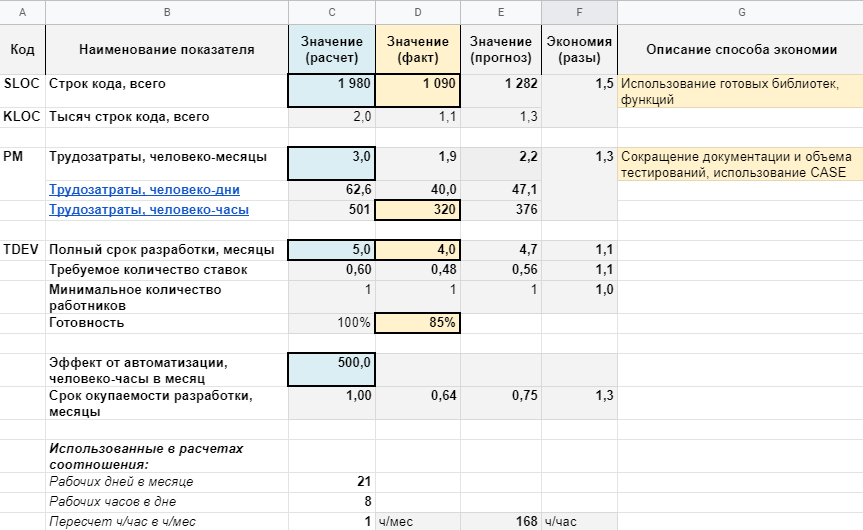 A B C D E F G
Код Наименование показателя Значение (расчет) Значение (факт) Значение (прогноз) Экономия (разы) Описание способа экономии
SLOC Строк кода, всего 1 980 1 090 1 282 1,5 Использование готовых библиотек, функций
KLOC Тысяч строк кода, всего 2,0 1,1 1,3
PM Трудозатраты, человеко-месяцы 3,0 1,9 2,2 1,3 Сокращение документации и объема тестирований, использование CASE
Трудозатраты, человеко-дни 62,6 40,0 47,1
Трудозатраты, человеко-часы 501 320 376
TDEV Полный срок разработки, месяцы 5,0 4,0 4,7 1,1
Требуемое количество ставок 0,60 0,48 0,56 1,1
Минимальное количество работников 1 1 1 1,0
Готовность 100% 85%
Эффект от автоматизации, человеко-часы в месяц 500,0
Срок окупаемости разработки, месяцы 1,00 0,64 0,75 1,3
Использованные в расчетах соотношения:
Рабочих дней в месяце 21
Рабочих часов в дне 8
Пересчет ч/час в ч/мес 1 ч/мес 168 ч/час